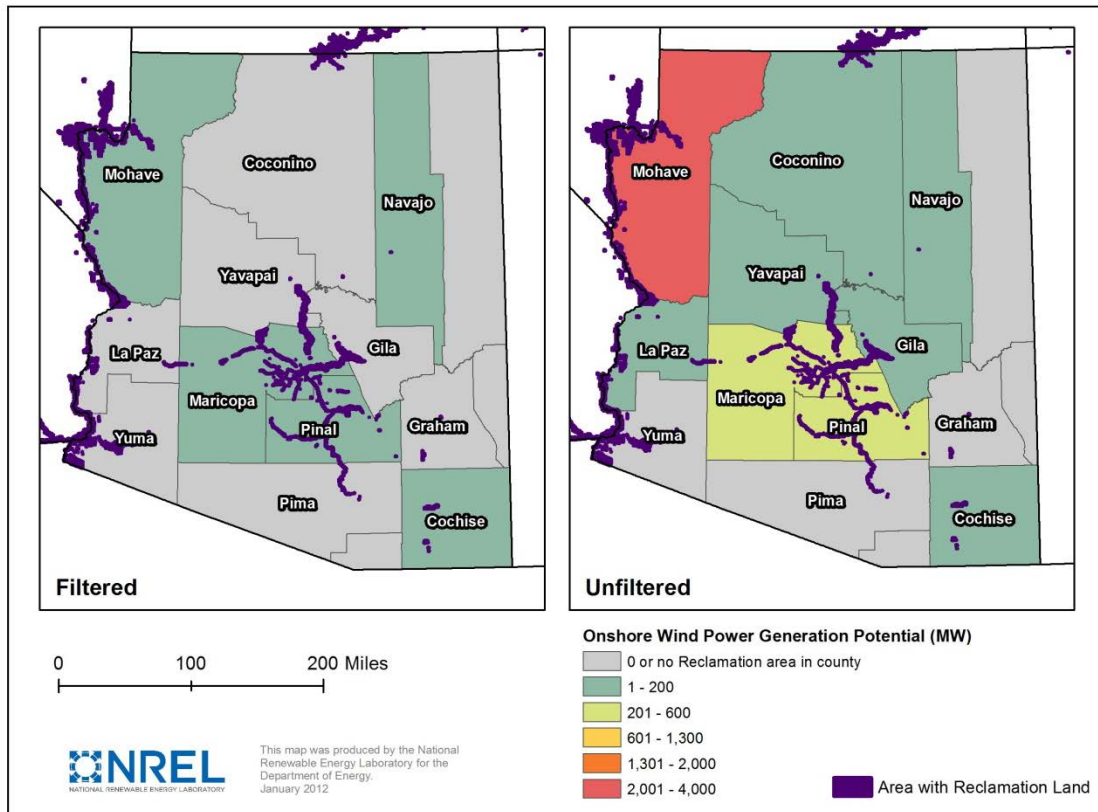 Mohave
Coconino
Navajo
Yavapai
La Paz
Gila
Maricopa
Yuma
Pinal
Graham
Pima
Cochise
Filtered
Mohave
Coconino
Navajo
Yavapai
La Paz
Gila
Maricopa
Yuma
Pinal
Graham
Pima
Cochise
Unfiltered
0 100 200 Miles
Onshore Wind Power Generation Potential (MW)
0 or no Reclamation area in county
1 - 200
201 - 600
601 - 1,300
1,301 - 2,000
2,001 - 4,000
Area with Reclamation Land
NREL
NATIONAL RENEWABLE ENERGY LABORATORY
This map was produced by the National
Renewable Energy Laboratory for the
Department of Energy.
January 2012